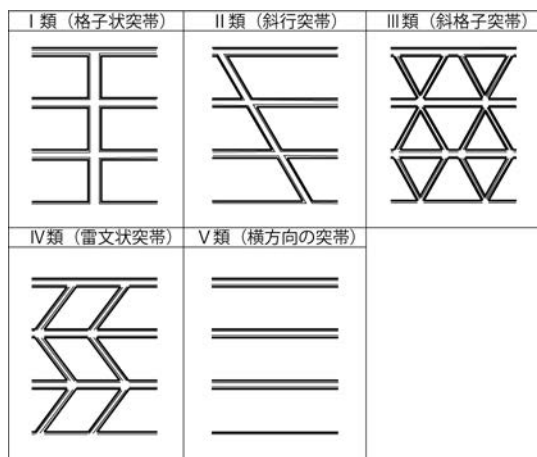 Ⅰ類（格子状突帯）
Ⅱ類（斜行突帯）
Ⅲ類（斜格子突帯）
Ⅳ類（雷文状突帯）
Ⅴ類（横方向の突帯）